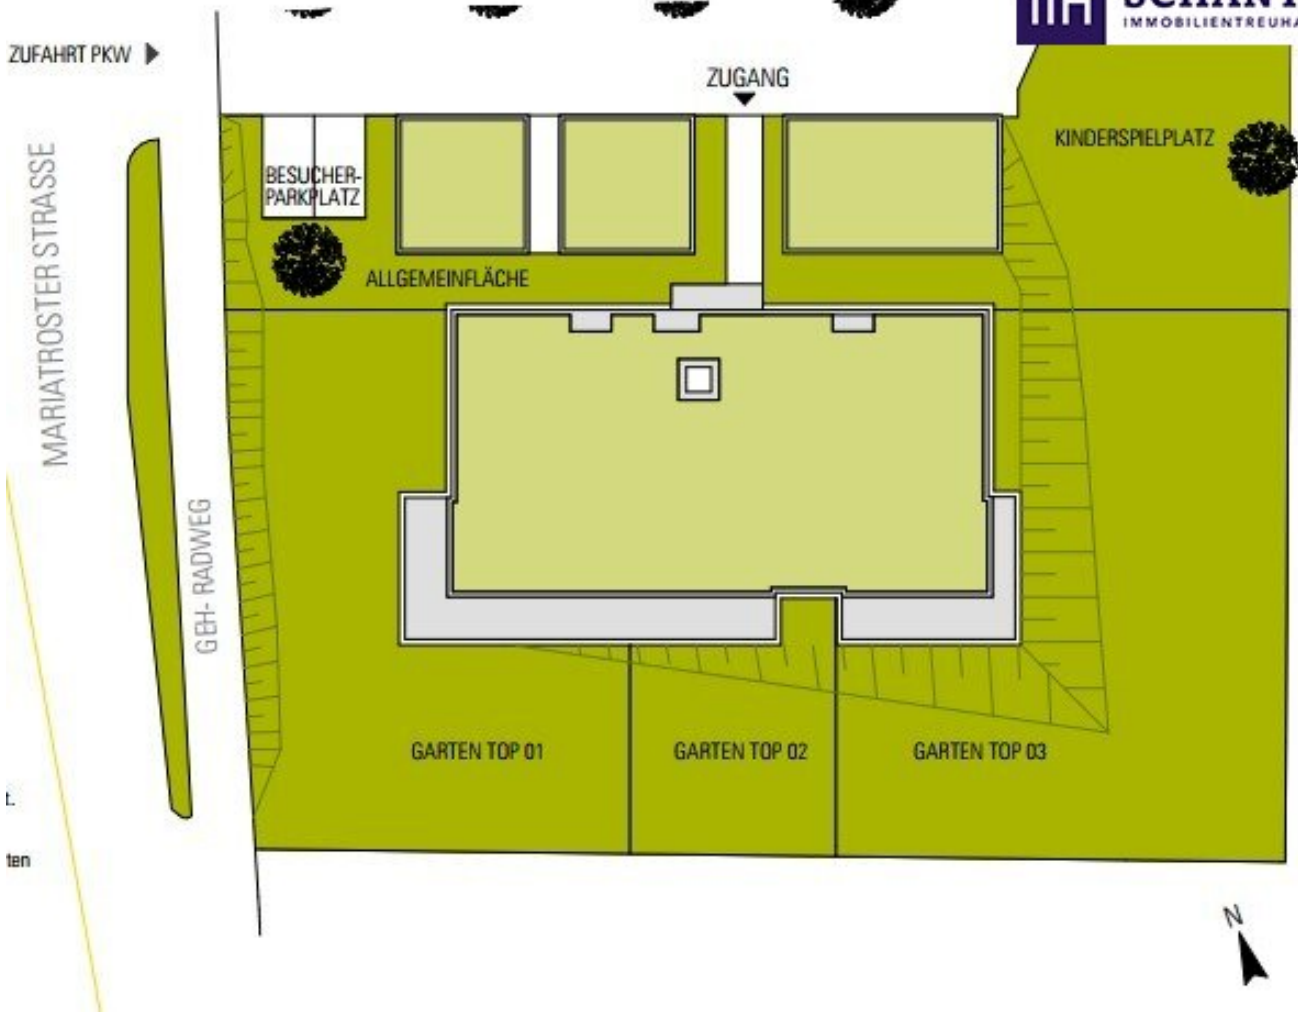 IMMOBILIENTREUHA
ZUFAHRT PKW
ZUGANG
KINDERSPIELPLATZ
BESUCHER-
PARKPLATZ
MARIATROSTER STRASSE
ALLGEMEINFLÄCHE
GEH- RADWEG
GARTEN TOP 01
GARTEN TOP 02
GARTEN TOP 03
t.
ten
N